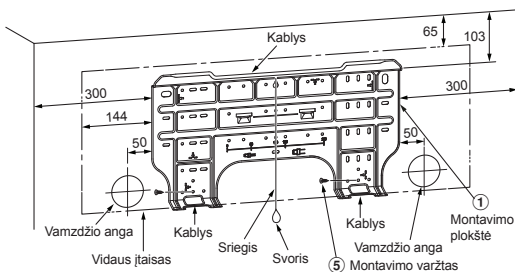 Kablys
65
103
300
300
144
50
50
1
Montavimo
plokštė
Vamzdžio anga
Kablys
Sriegis
Kablys
Vidaus įtaisas
Svoris
Vamzdžio anga
5 Montavimo varžtas